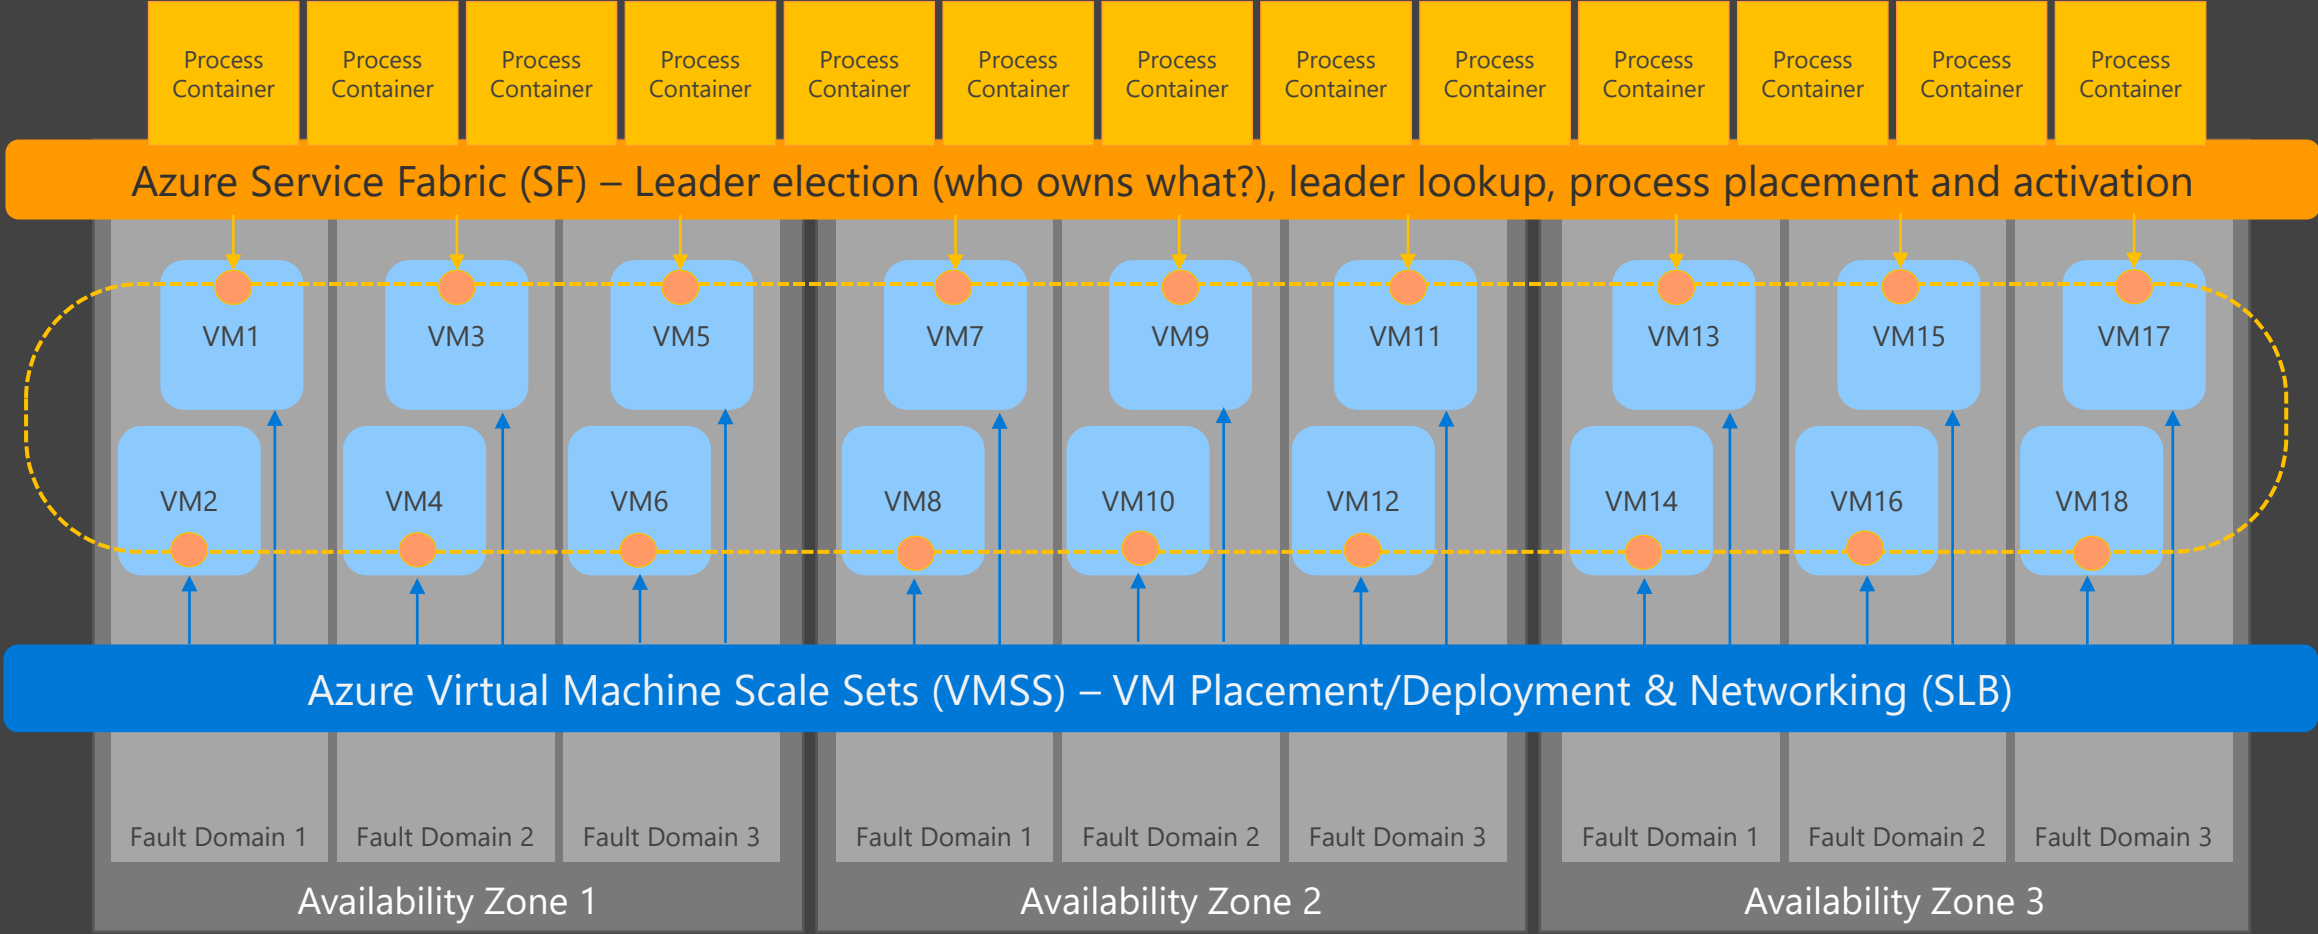 Process Process Process Process Process Process Process Process Process Process Process Process Process
Container Container Container Container Container Container Container Container Container Container Container Container Container
Azure Service Fabric (SF) – Leader election (who owns what?), leader lookup, process placement and activation
VM1 VM3 VM5 VM7 VM9 VM11 VM13 VM15 VM17
VM2 VM4 VM6 VM8 VM10 VM12 VM14 VM16 VM18
Azure Virtual Machine Scale Sets (VMSS) – VM Placement/Deployment & Networking (SLB)
Fault Domain 1 Fault Domain 2 Fault Domain 3 Fault Domain 1 Fault Domain 2 Fault Domain 3 Fault Domain 1 Fault Domain 2 Fault Domain 3
Availability Zone 1 Availability Zone 2 Availability Zone 3